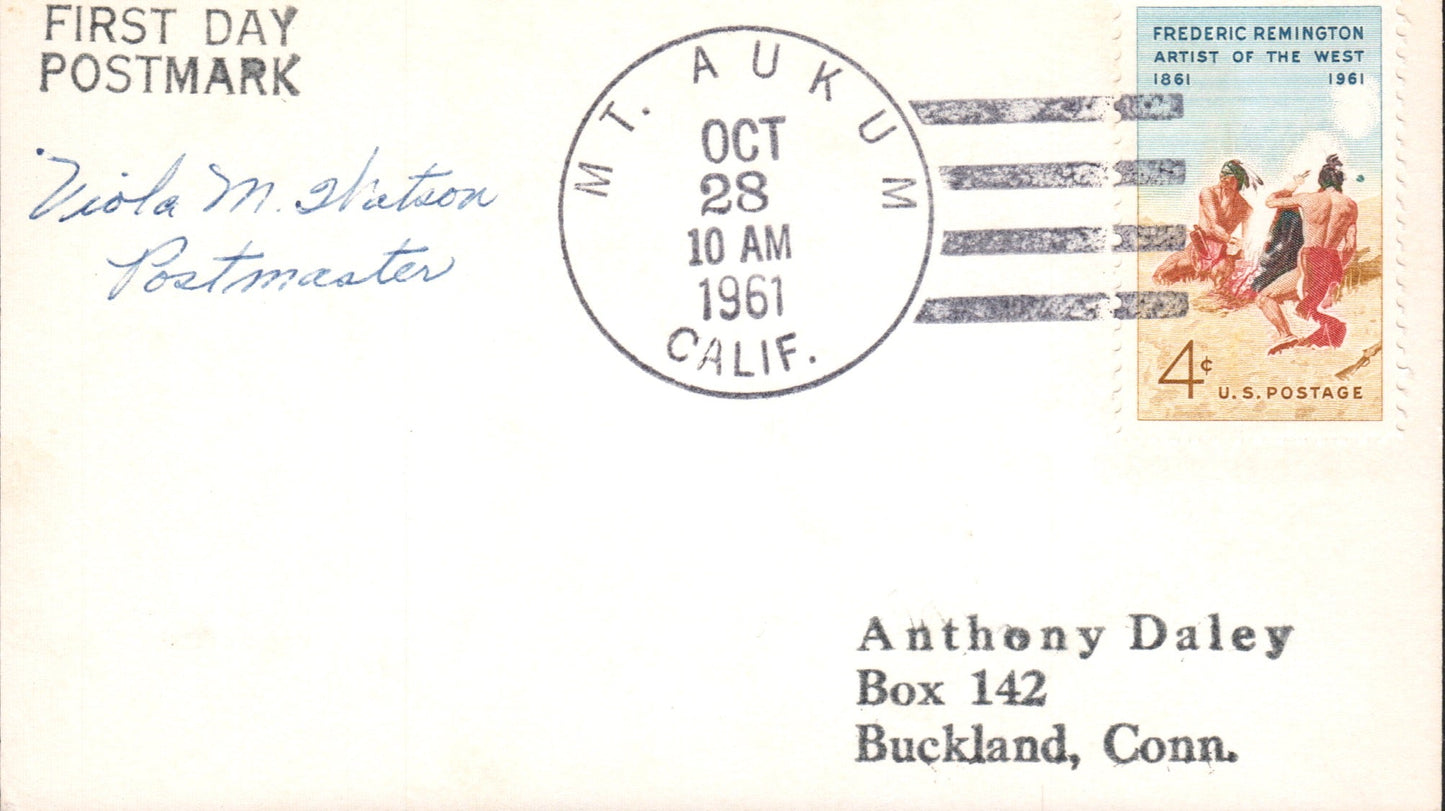 FIRST DAY
POSTMARK
Viola M. Watson
Postmaster
MT. AUKUM
OCT
28
10 AM
1961
CALIF.
FREDERIC REMINGTON
ARTIST OF THE WEST
1861 1961
4¢ U.S. POSTAGE
Anthony Daley
Box 142
Buckland, Conn.